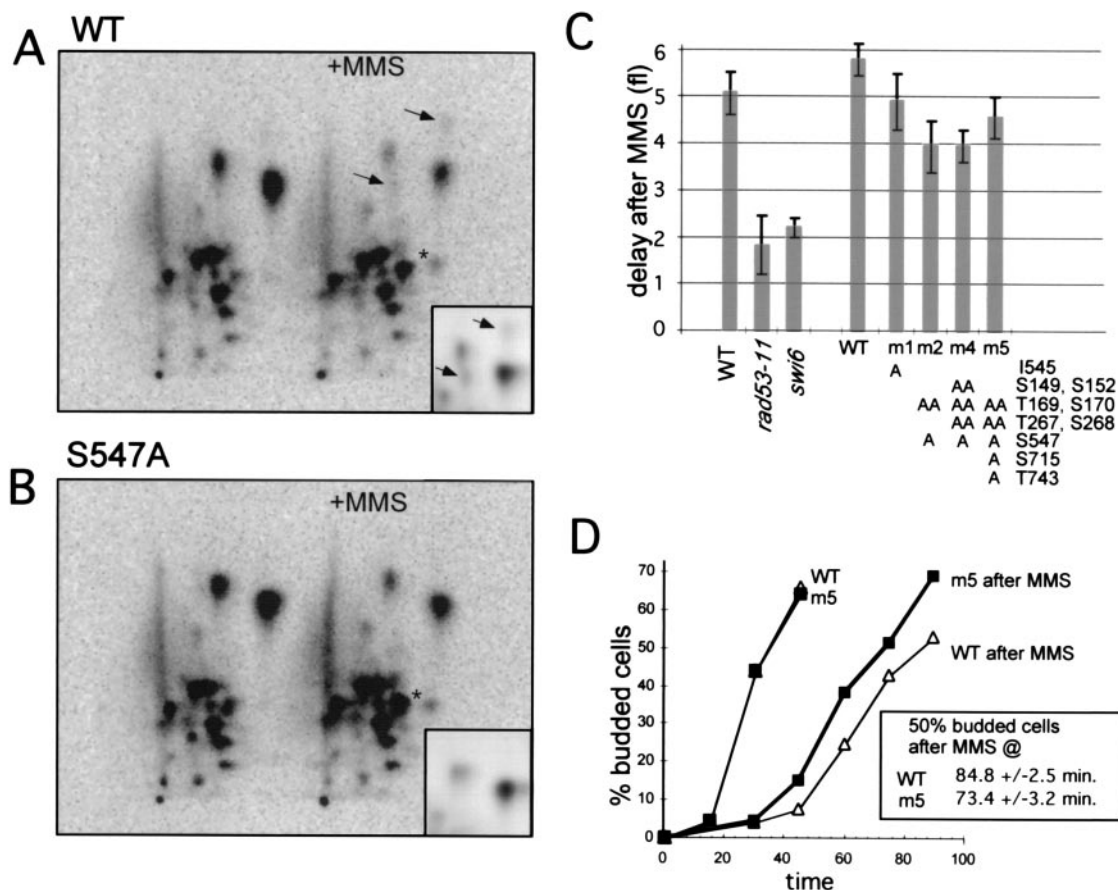 A
WT
+MMS
*
B
S547A
+MMS
*
C
delay after MMS (fl)
6
5
4
3
2
1
0
WT
rad53-11
swi6
WT
m1 m2 m4 m5
A I545
AA S149, S152
AA AA AA T169, S170
AA AA T267, S268
A A A S547
A S715
A T743
D
% budded cells
70
60
50
40
30
20
10
0
WT
m5
m5 after MMS
WT after MMS
50% budded cells
after MMS @
WT 84.8 +/-2.5 min.
m5 73.4 +/-3.2 min.
0 20 40 60 80 100
time